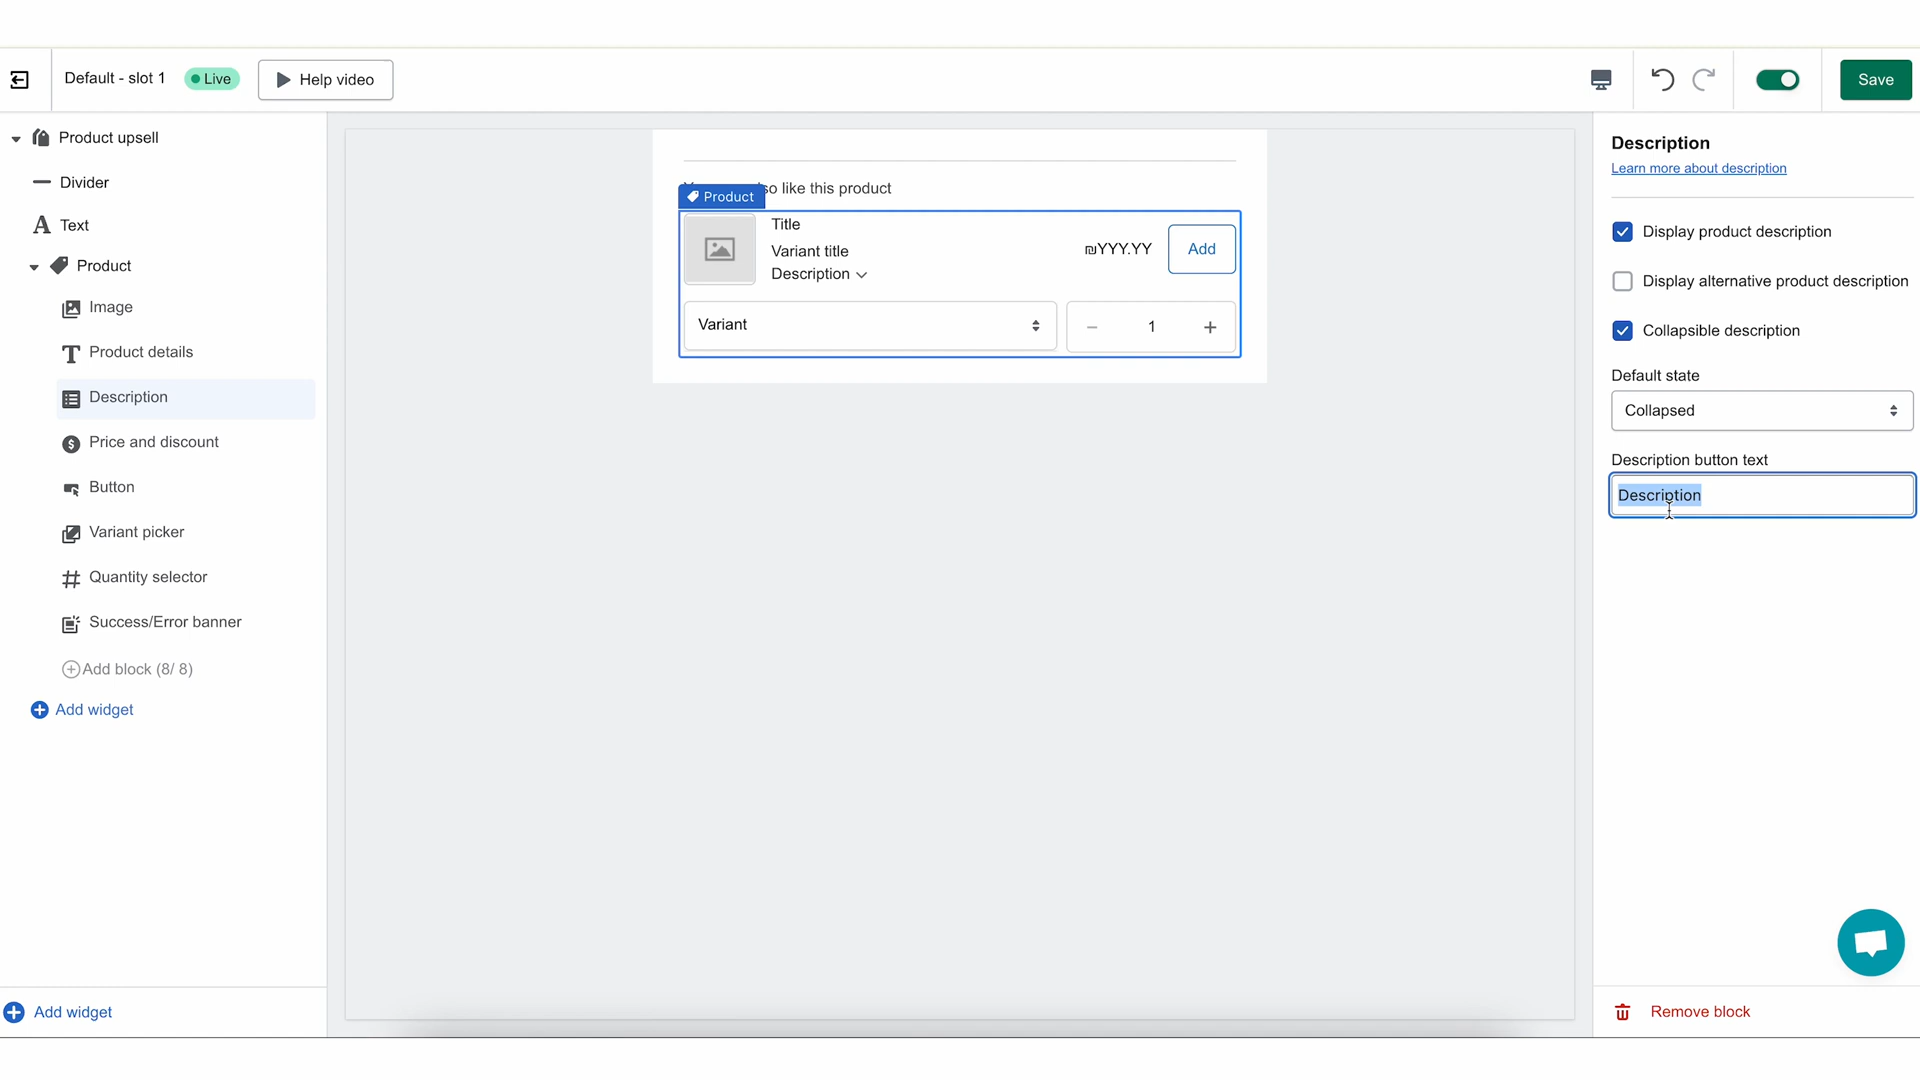 Default - slot 1
Live
Help video
Save
Product upsell
Divider
Text
Product
Image
Product details
Description
Price and discount
Button
Variant picker
Quantity selector
Success/Error banner
Add block (8/ 8)
Add widget
Add widget
so like this product
Product
Title
Variant title
Description
₪YYY.YY
Add
Variant
1
Description
Learn more about description
Display product description
Display alternative product description
Collapsible description
Default state
Collapsed
Description button text
Description
Remove block